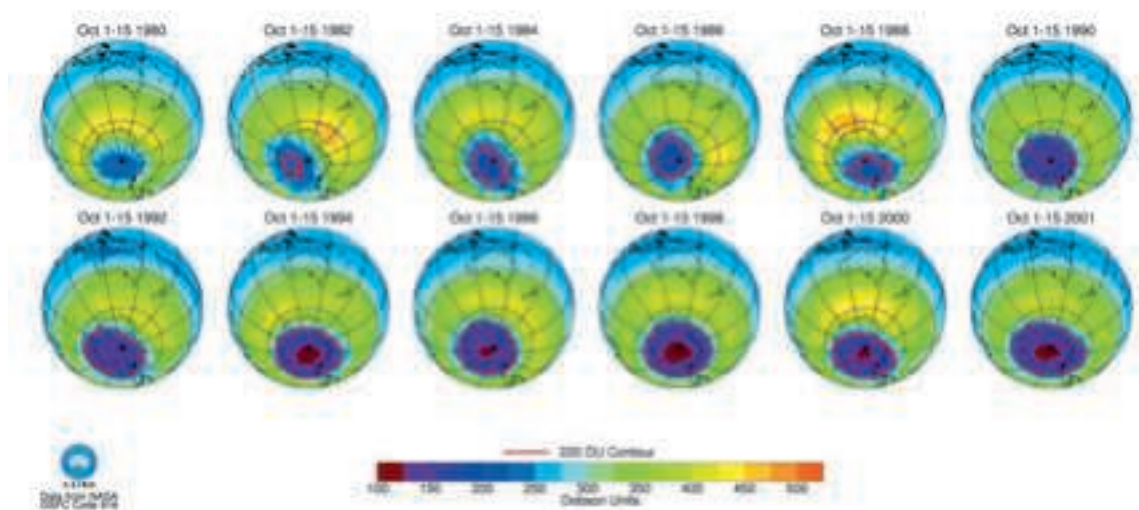 Oct 1-15 1980 Oct 1-15 1982 Oct 1-15 1984 Oct 1-15 1986 Oct 1-15 1988 Oct 1-15 1990
Oct 1-15 1992 Oct 1-15 1994 Oct 1-15 1996 Oct 1-15 1998 Oct 1-15 2000 Oct 1-15 2001
220 DU Contour
100 150 200 250 300 350 400 450 500
Dobson Units
Data from NASA